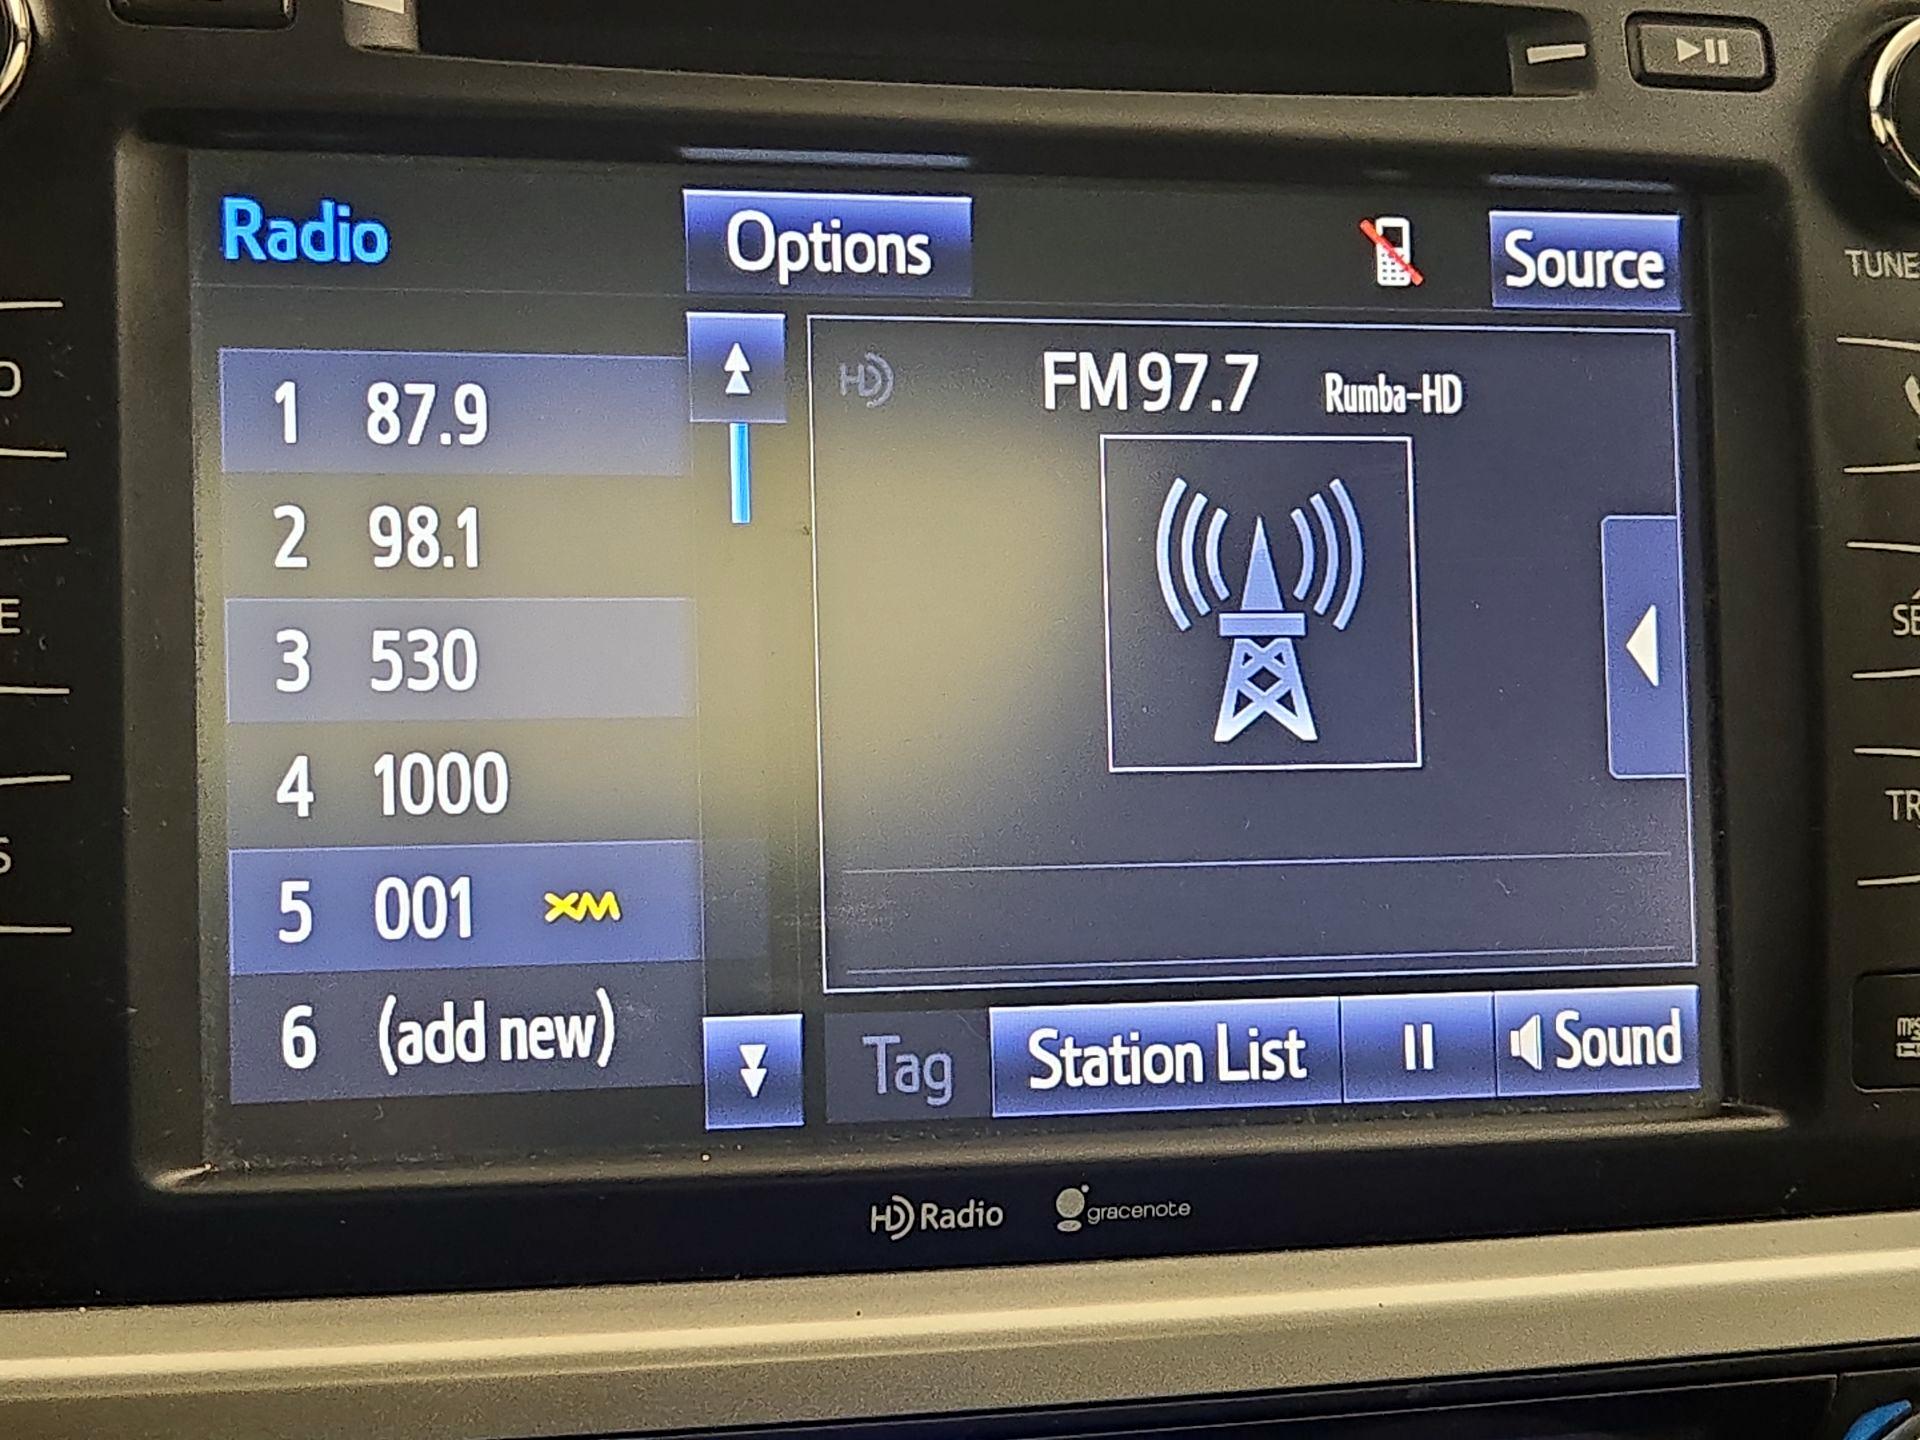 Radio
Options
Source
TUNE
1 87.9
2 98.1
3 530
4 1000
5 001 XM
6 (add new)
HD
FM 97.7 Rumba-HD
Tag
Station List
Sound
HD Radio
gracenote